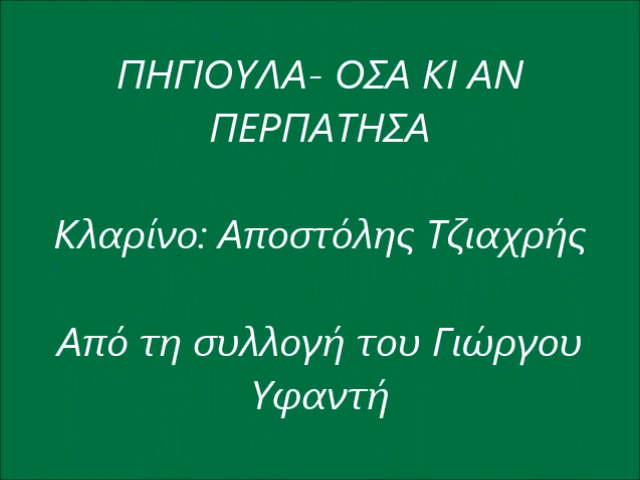 ΠΗΓΙΟΥΛΑ- ΟΣΑ ΚΙ ΑΝ
ΠΕΡΠΑΤΗΣΑ
Κλαρίνο: Αποστόλης Τζιαχρής
Από τη συλλογή του Γιώργου
Υφαντή